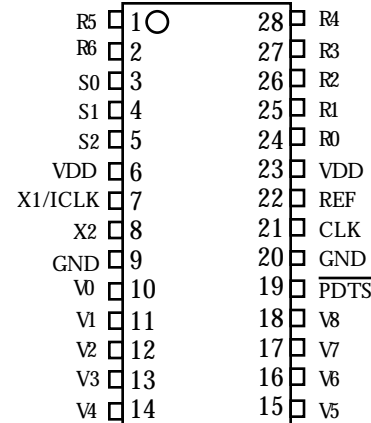 R5 1 28 R4
R6 2 27 R3
S0 3 26 R2
S1 4 25 R1
S2 5 24 R0
VDD 6 23 VDD
X1/ICLK 7 22 REF
X2 8 21 CLK
GND 9 20 GND
V0 10 19 PDTS
V1 11 18 V8
V2 12 17 V7
V3 13 16 V6
V4 14 15 V5